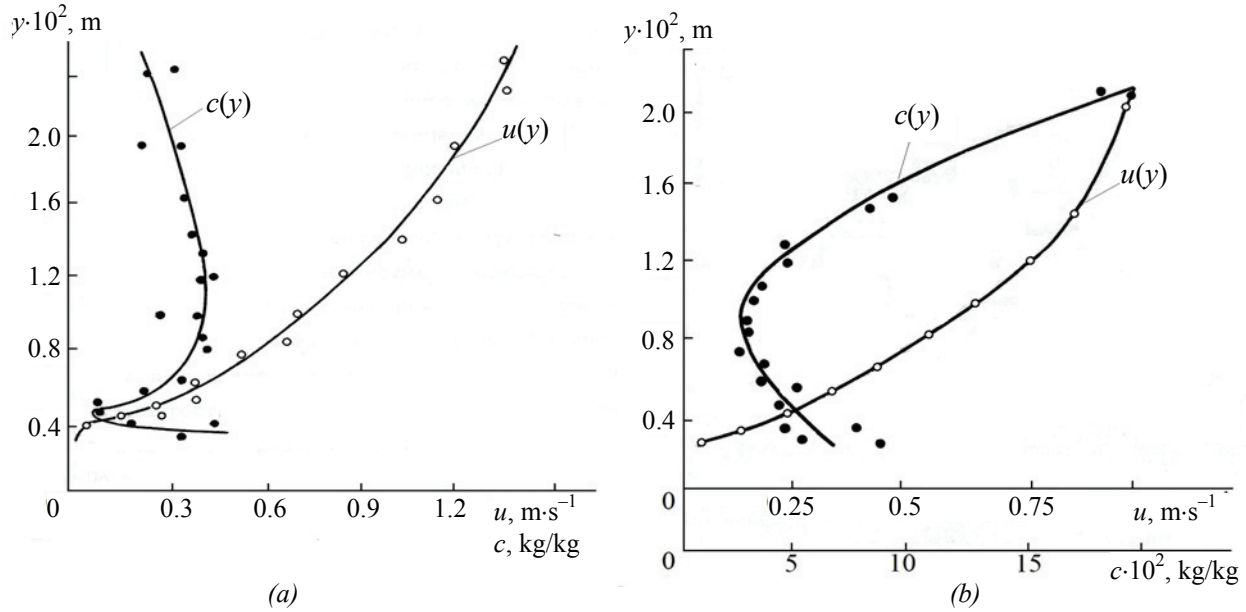 y·10², m
2.0
1.6
1.2
0.8
0.4
0
0.3
0.6
0.9
1.2
u, m·s⁻¹
c, kg/kg
c(y)
u(y)
(a)
y·10², m
2.0
1.6
1.2
0.8
0.4
0
0.25
0.5
0.75
u, m·s⁻¹
0
5
10
15
c·10², kg/kg
c(y)
u(y)
(b)